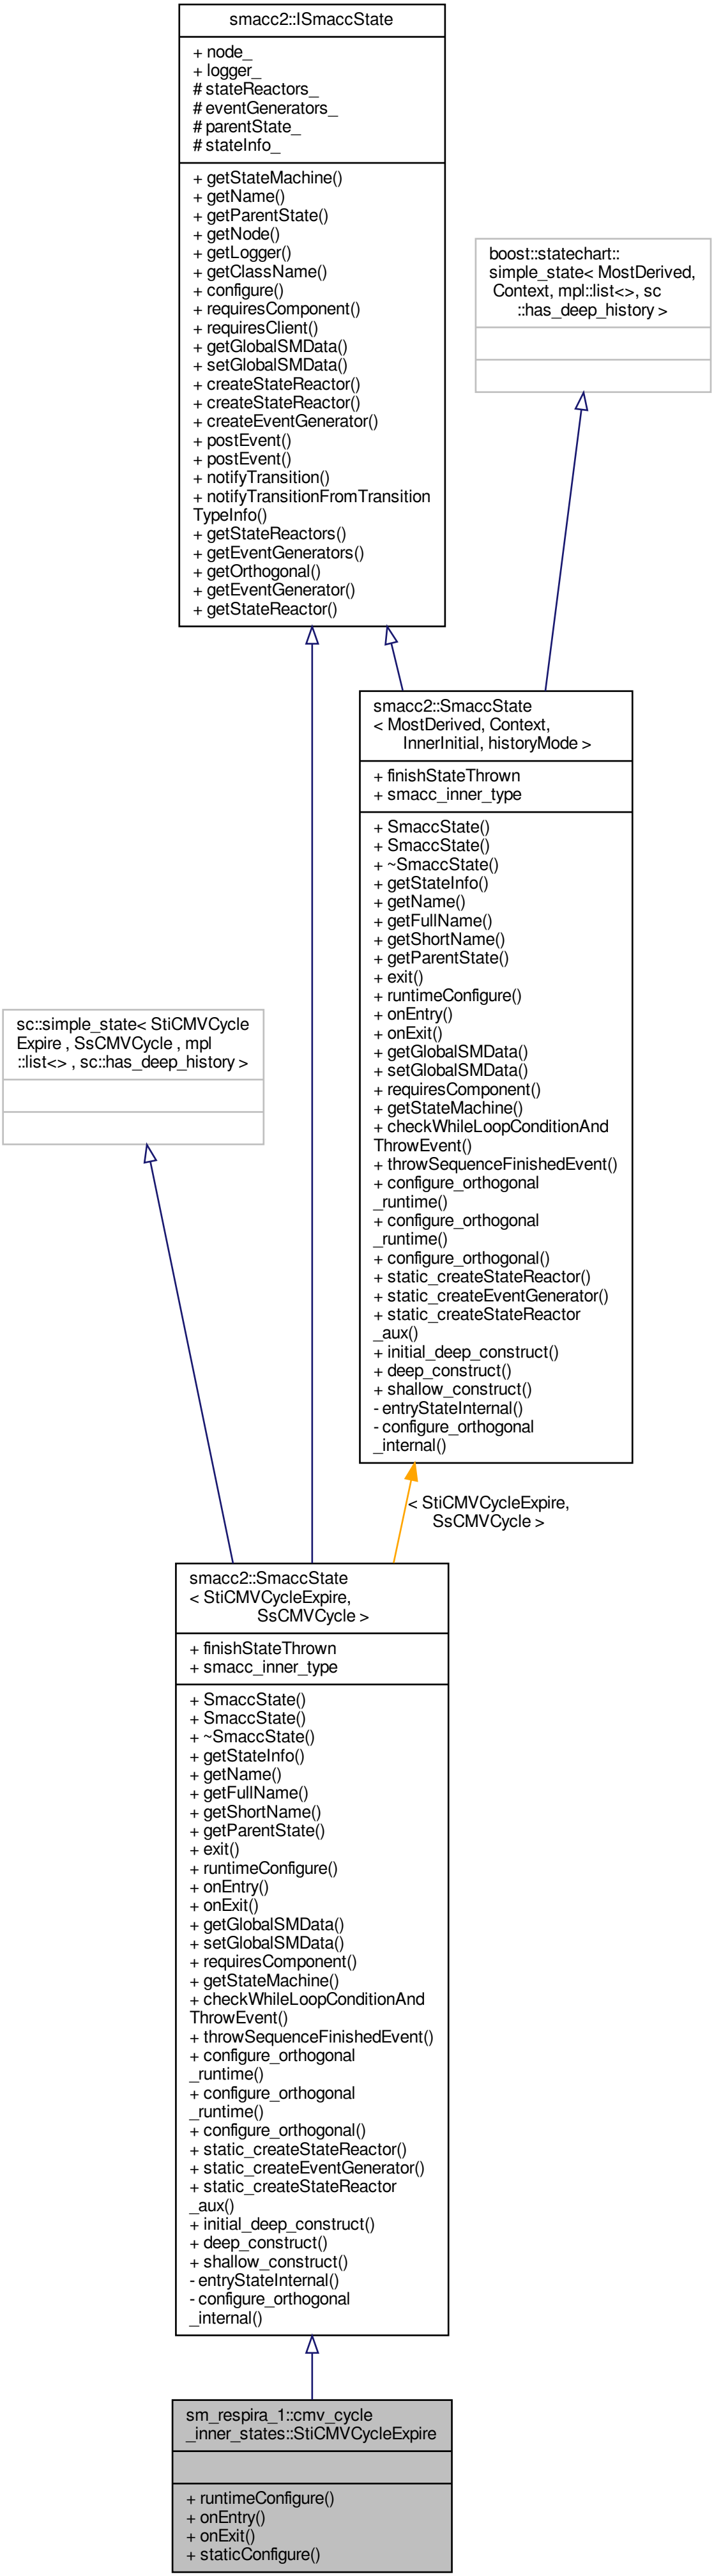 smacc2::ISmaccState
+ node_
+ logger_
# stateReactors_
# eventGenerators_
# parentState_
# stateInfo_
+ getStateMachine()
+ getName()
+ getParentState()
+ getNode()
+ getLogger()
+ getClassName()
+ configure()
+ requiresComponent()
+ requiresClient()
+ getGlobalSMData()
+ setGlobalSMData()
+ createStateReactor()
+ createStateReactor()
+ createEventGenerator()
+ postEvent()
+ postEvent()
+ notifyTransition()
+ notifyTransitionFromTransition
TypeInfo()
+ getStateReactors()
+ getEventGenerators()
+ getOrthogonal()
+ getEventGenerator()
+ getStateReactor()
boost::statechart::
simple_state< MostDerived,
Context, mpl::list<>, sc
::has_deep_history >
smacc2::SmaccState
< MostDerived, Context,
InnerInitial, historyMode >
+ finishStateThrown
+ smacc_inner_type
+ SmaccState()
+ SmaccState()
+ ~SmaccState()
+ getStateInfo()
+ getName()
+ getFullName()
+ getShortName()
+ getParentState()
+ exit()
+ runtimeConfigure()
+ onEntry()
+ onExit()
+ getGlobalSMData()
+ setGlobalSMData()
+ requiresComponent()
+ getStateMachine()
+ checkWhileLoopConditionAnd
ThrowEvent()
+ throwSequenceFinishedEvent()
+ configure_orthogonal
_runtime()
+ configure_orthogonal
_runtime()
+ configure_orthogonal()
+ static_createStateReactor()
+ static_createEventGenerator()
+ static_createStateReactor
_aux()
+ initial_deep_construct()
+ deep_construct()
+ shallow_construct()
- entryStateInternal()
- configure_orthogonal
_internal()
sc::simple_state< StiCMVCycle
Expire , SsCMVCycle , mpl
::list<> , sc::has_deep_history >
< StiCMVCycleExpire,
SsCMVCycle >
smacc2::SmaccState
< StiCMVCycleExpire,
SsCMVCycle >
+ finishStateThrown
+ smacc_inner_type
+ SmaccState()
+ SmaccState()
+ ~SmaccState()
+ getStateInfo()
+ getName()
+ getFullName()
+ getShortName()
+ getParentState()
+ exit()
+ runtimeConfigure()
+ onEntry()
+ onExit()
+ getGlobalSMData()
+ setGlobalSMData()
+ requiresComponent()
+ getStateMachine()
+ checkWhileLoopConditionAnd
ThrowEvent()
+ throwSequenceFinishedEvent()
+ configure_orthogonal
_runtime()
+ configure_orthogonal
_runtime()
+ configure_orthogonal()
+ static_createStateReactor()
+ static_createEventGenerator()
+ static_createStateReactor
_aux()
+ initial_deep_construct()
+ deep_construct()
+ shallow_construct()
- entryStateInternal()
- configure_orthogonal
_internal()
sm_respira_1::cmv_cycle
_inner_states::StiCMVCycleExpire
+ runtimeConfigure()
+ onEntry()
+ onExit()
+ staticConfigure()